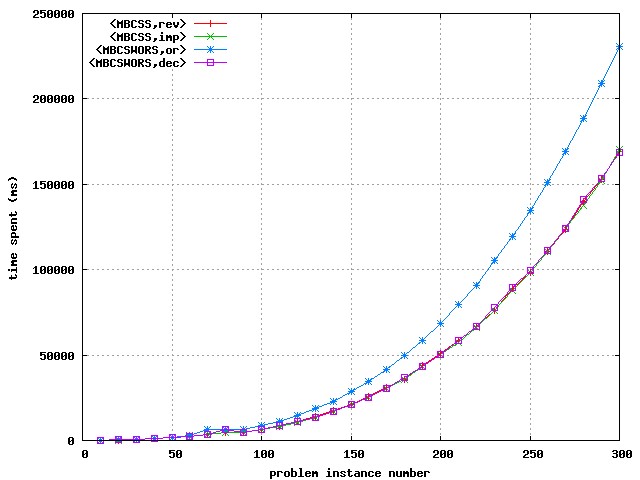 250000
200000
150000
100000
50000
0
<MBCSS,rev>
<MBCSS,imp>
<MBCSWORS,or>
<MBCSWORS,dec>
time spent (ms)
0 50 100 150 200 250 300
problem instance number